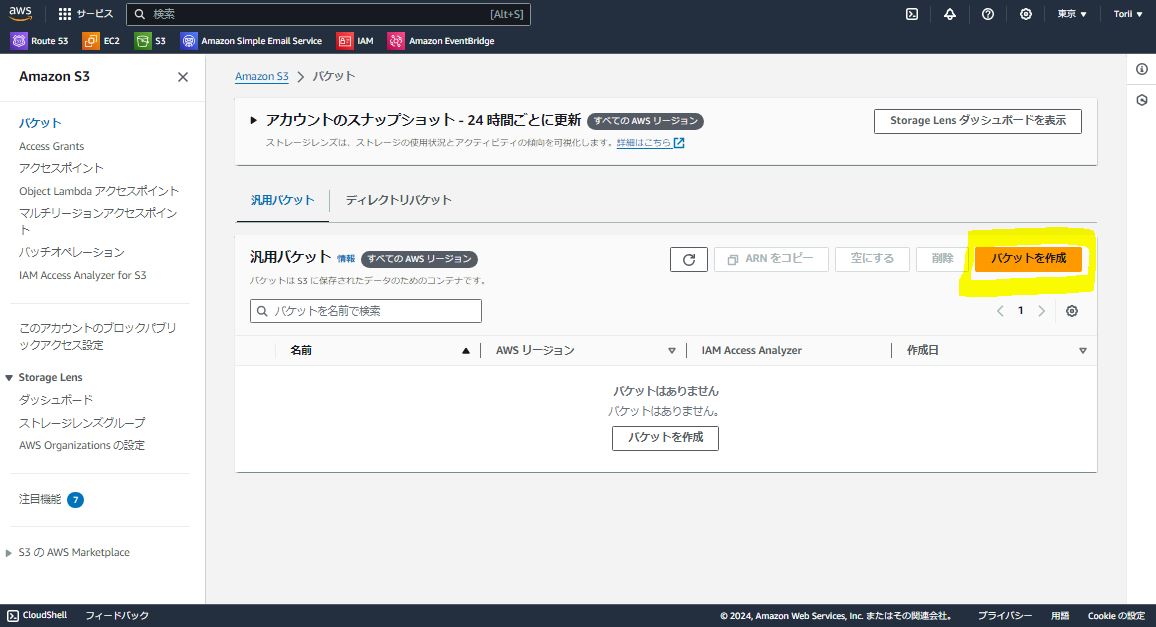 aws
サービス
検索
[Alt+S]
東京 ▼
Torii ▼
Route 53
EC2
S3
Amazon Simple Email Service
IAM
Amazon EventBridge
Amazon S3
バケット
Access Grants
アクセスポイント
Object Lambda アクセスポイント
マルチリージョンアクセスポイン
ト
バッチオペレーション
IAM Access Analyzer for S3
このアカウントのブロックパブリ
ックアクセス設定
Storage Lens
ダッシュボード
ストレージレンズグループ
AWS Organizations の設定
注目機能 7
S3 の AWS Marketplace
Amazon S3 > バケット
アカウントのスナップショット - 24 時間ごとに更新 すべての AWS リージョン
ストレージレンズは、ストレージの使用状況とアクティビティの傾向を可視化します。詳細はこちら
Storage Lens ダッシュボードを表示
汎用バケット
ディレクトリバケット
汎用バケット 情報 すべての AWS リージョン
バケットは S3 に保存されたデータのためのコンテナです。
ARN をコピー
空にする
削除
バケットを作成
バケットを名前で検索
1
名前
AWS リージョン
IAM Access Analyzer
作成日
バケットはありません
バケットはありません。
バケットを作成
CloudShell
フィードバック
© 2024, Amazon Web Services, Inc. またはその関連会社。
プライバシー
用語
Cookie の設定